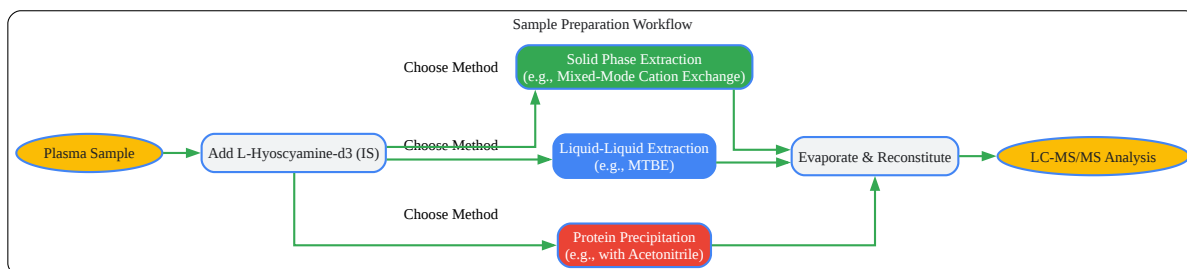 Sample Preparation Workflow
Choose Method
Solid Phase Extraction
(e.g., Mixed-Mode Cation Exchange)
Plasma Sample
Add L-Hyoscyamine-d3 (IS)
Choose Method
Liquid-Liquid Extraction
(e.g., MTBE)
Evaporate & Reconstitute
LC-MS/MS Analysis
Choose Method
Protein Precipitation
(e.g., with Acetonitrile)